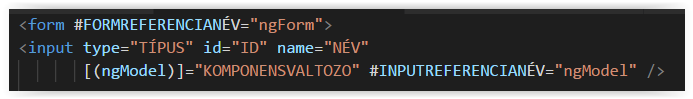 <form #FORMREFERENCIANÉV="ngForm">
<input type="TÍPUS" id="ID" name="NÉV"
[(ngModel)]="KOMPONENSVALTOZO" #INPUTREFERENCIANÉV="ngModel" />